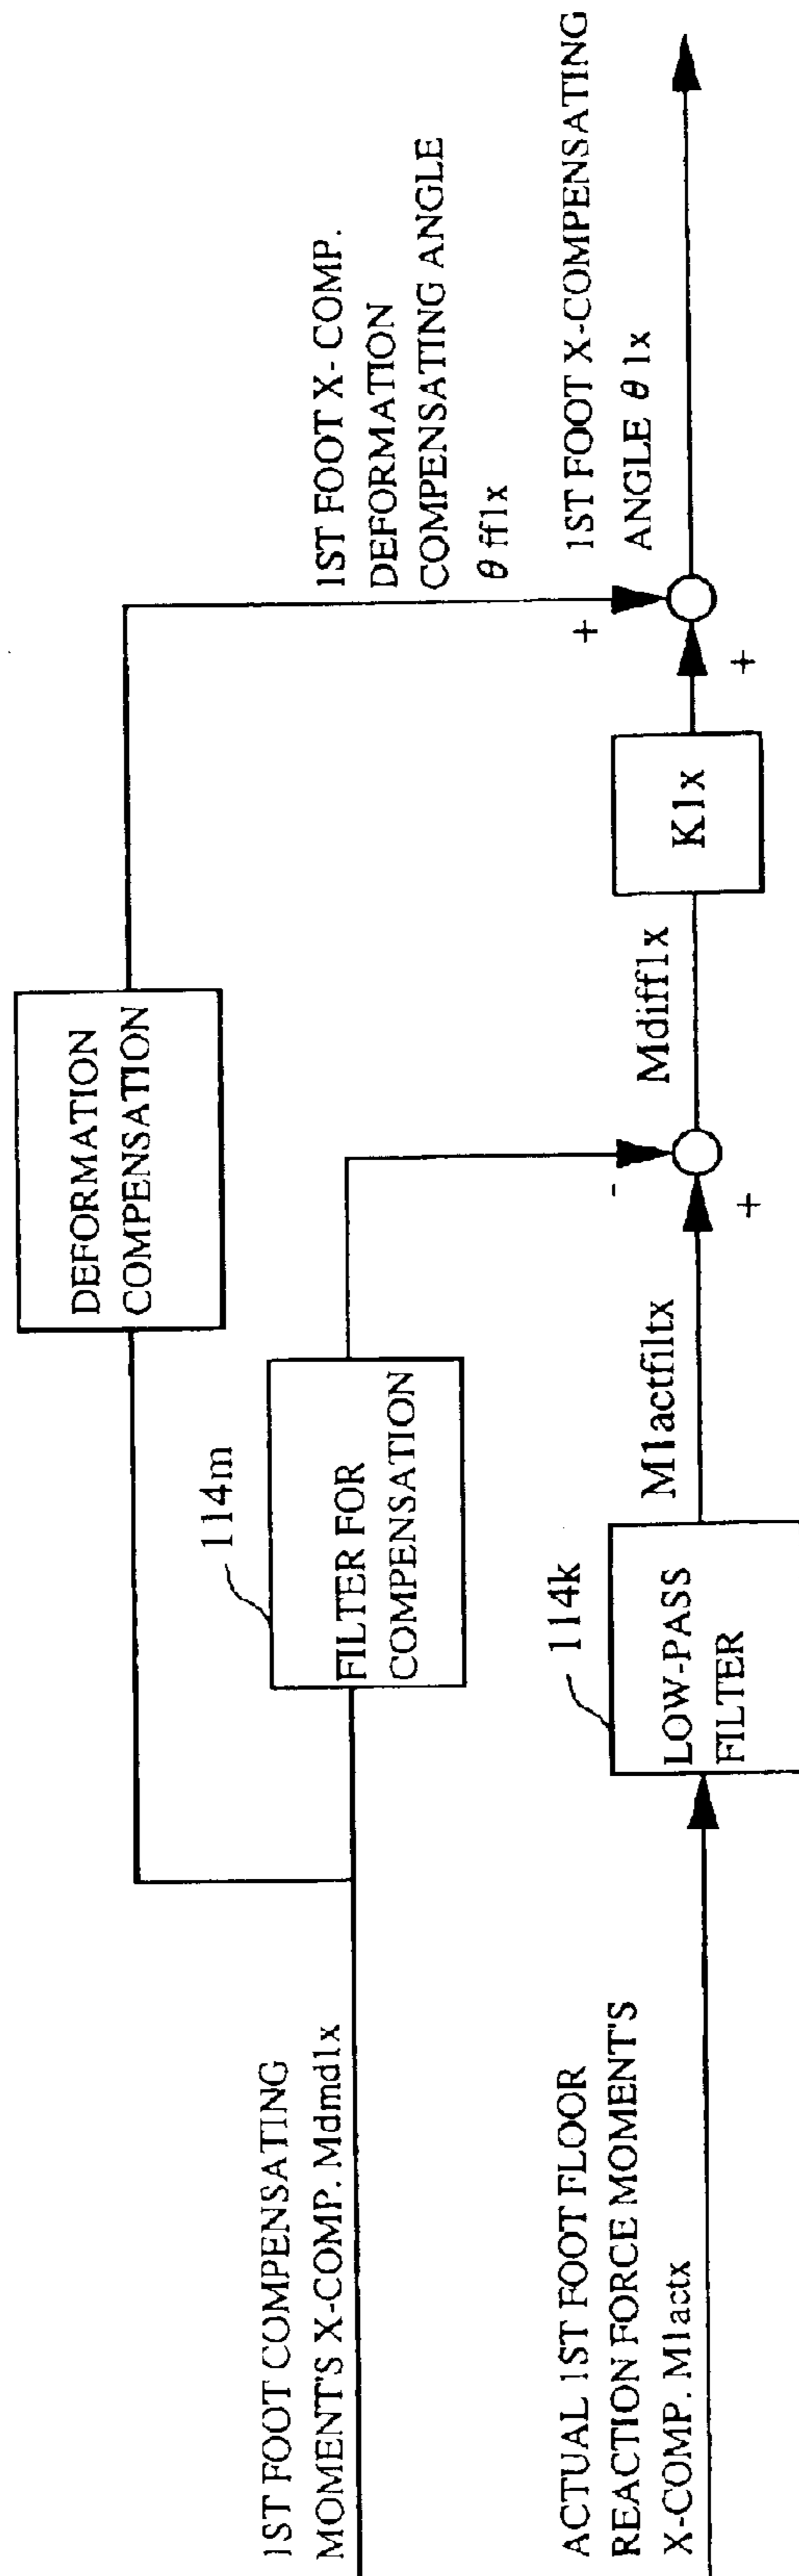 DEFORMATION
COMPENSATION
1ST FOOT COMPENSATING
MOMENT'S X-COMP. Mdmd1x
114m
FILTER FOR
COMPENSATION
1ST FOOT X- COMP.
DEFORMATION
COMPENSATING ANGLE
θ ff1x
ACTUAL 1ST FOOT FLOOR
REACTION FORCE MOMENT'S
X-COMP. M1actx
114k
LOW-PASS
FILTER
M1actfiltx
-
+
Mdiff1x
K1x
+
+
1ST FOOT X-COMPENSATING
ANGLE θ 1x